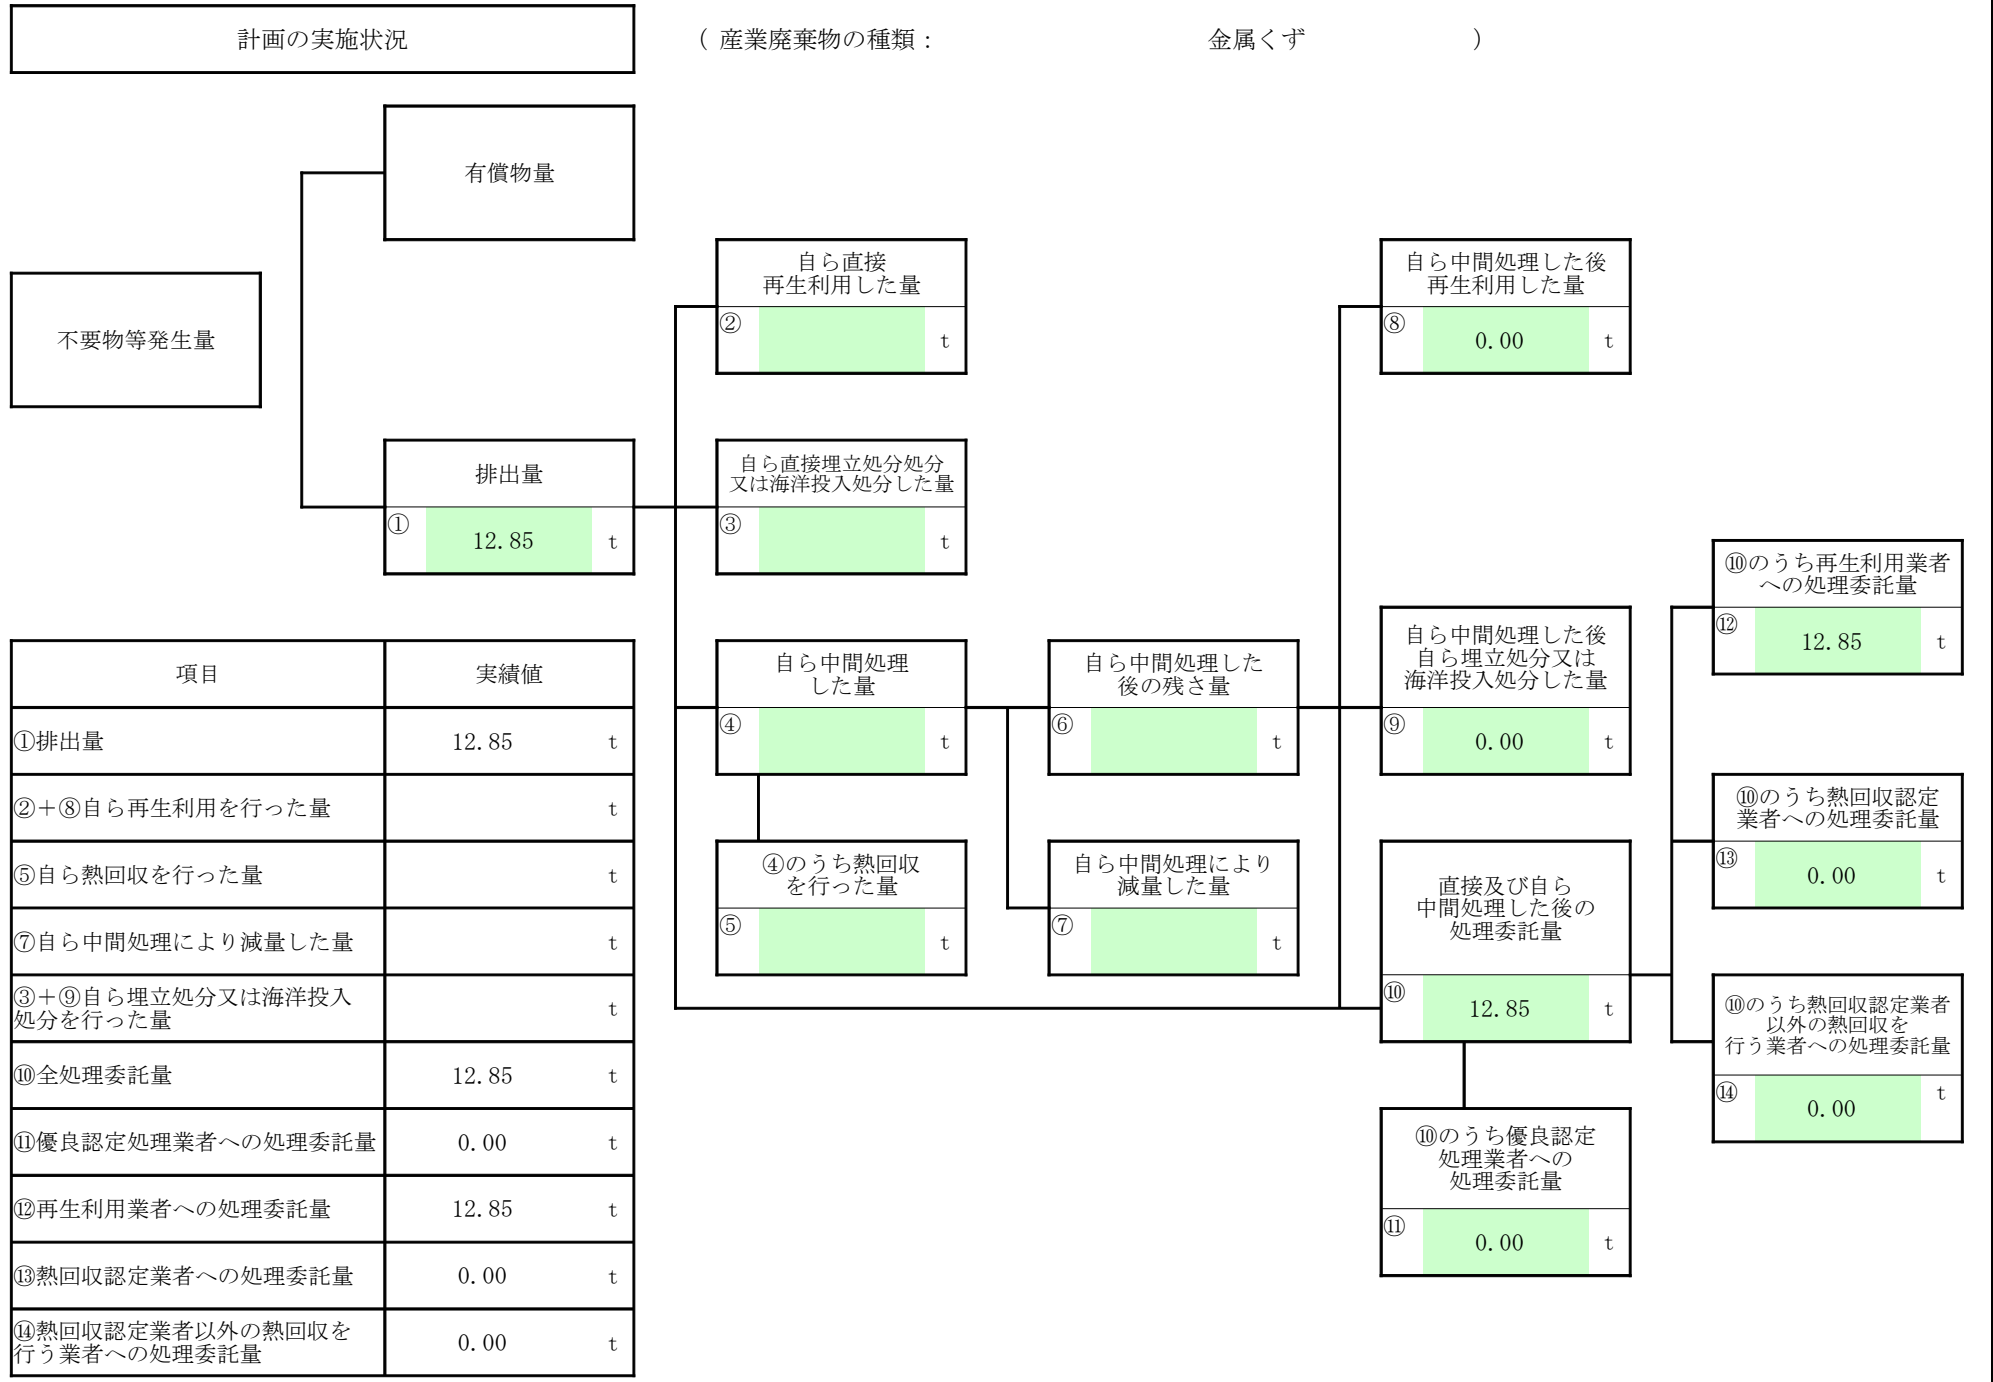 計画の実施状況
（ 産業廃棄物の種類： 金属くず ）
有償物量
不要物等発生量
自ら直接
再生利用した量
② t
自ら中間処理した後
再生利用した量
⑧ 0.00 t
排出量
① 12.85 t
自ら直接埋立処分処分
又は海洋投入処分した量
③ t
⑩のうち再生利用業者
への処理委託量
⑫ 12.85 t
自ら中間処理
した量
④ t
自ら中間処理した
後の残さ量
⑥ t
自ら中間処理した後
自ら埋立処分又は
海洋投入処分した量
⑨ 0.00 t
⑩のうち熱回収認定
業者への処理委託量
⑬ 0.00 t
④のうち熱回収
を行った量
⑤ t
自ら中間処理により
減量した量
⑦ t
直接及び自ら
中間処理した後の
処理委託量
⑩ 12.85 t
⑩のうち熱回収認定業者
以外の熱回収を
行う業者への処理委託量
⑭ 0.00 t
⑩のうち優良認定
処理業者への
処理委託量
⑪ 0.00 t
項目 実績値
①排出量 12.85 t
②＋⑧自ら再生利用を行った量 t
⑤自ら熱回収を行った量 t
⑦自ら中間処理により減量した量 t
③＋⑨自ら埋立処分又は海洋投入
処分を行った量 t
⑩全処理委託量 12.85 t
⑪優良認定処理業者への処理委託量 0.00 t
⑫再生利用業者への処理委託量 12.85 t
⑬熱回収認定業者への処理委託量 0.00 t
⑭熱回収認定業者以外の熱回収を
行う業者への処理委託量 0.00 t